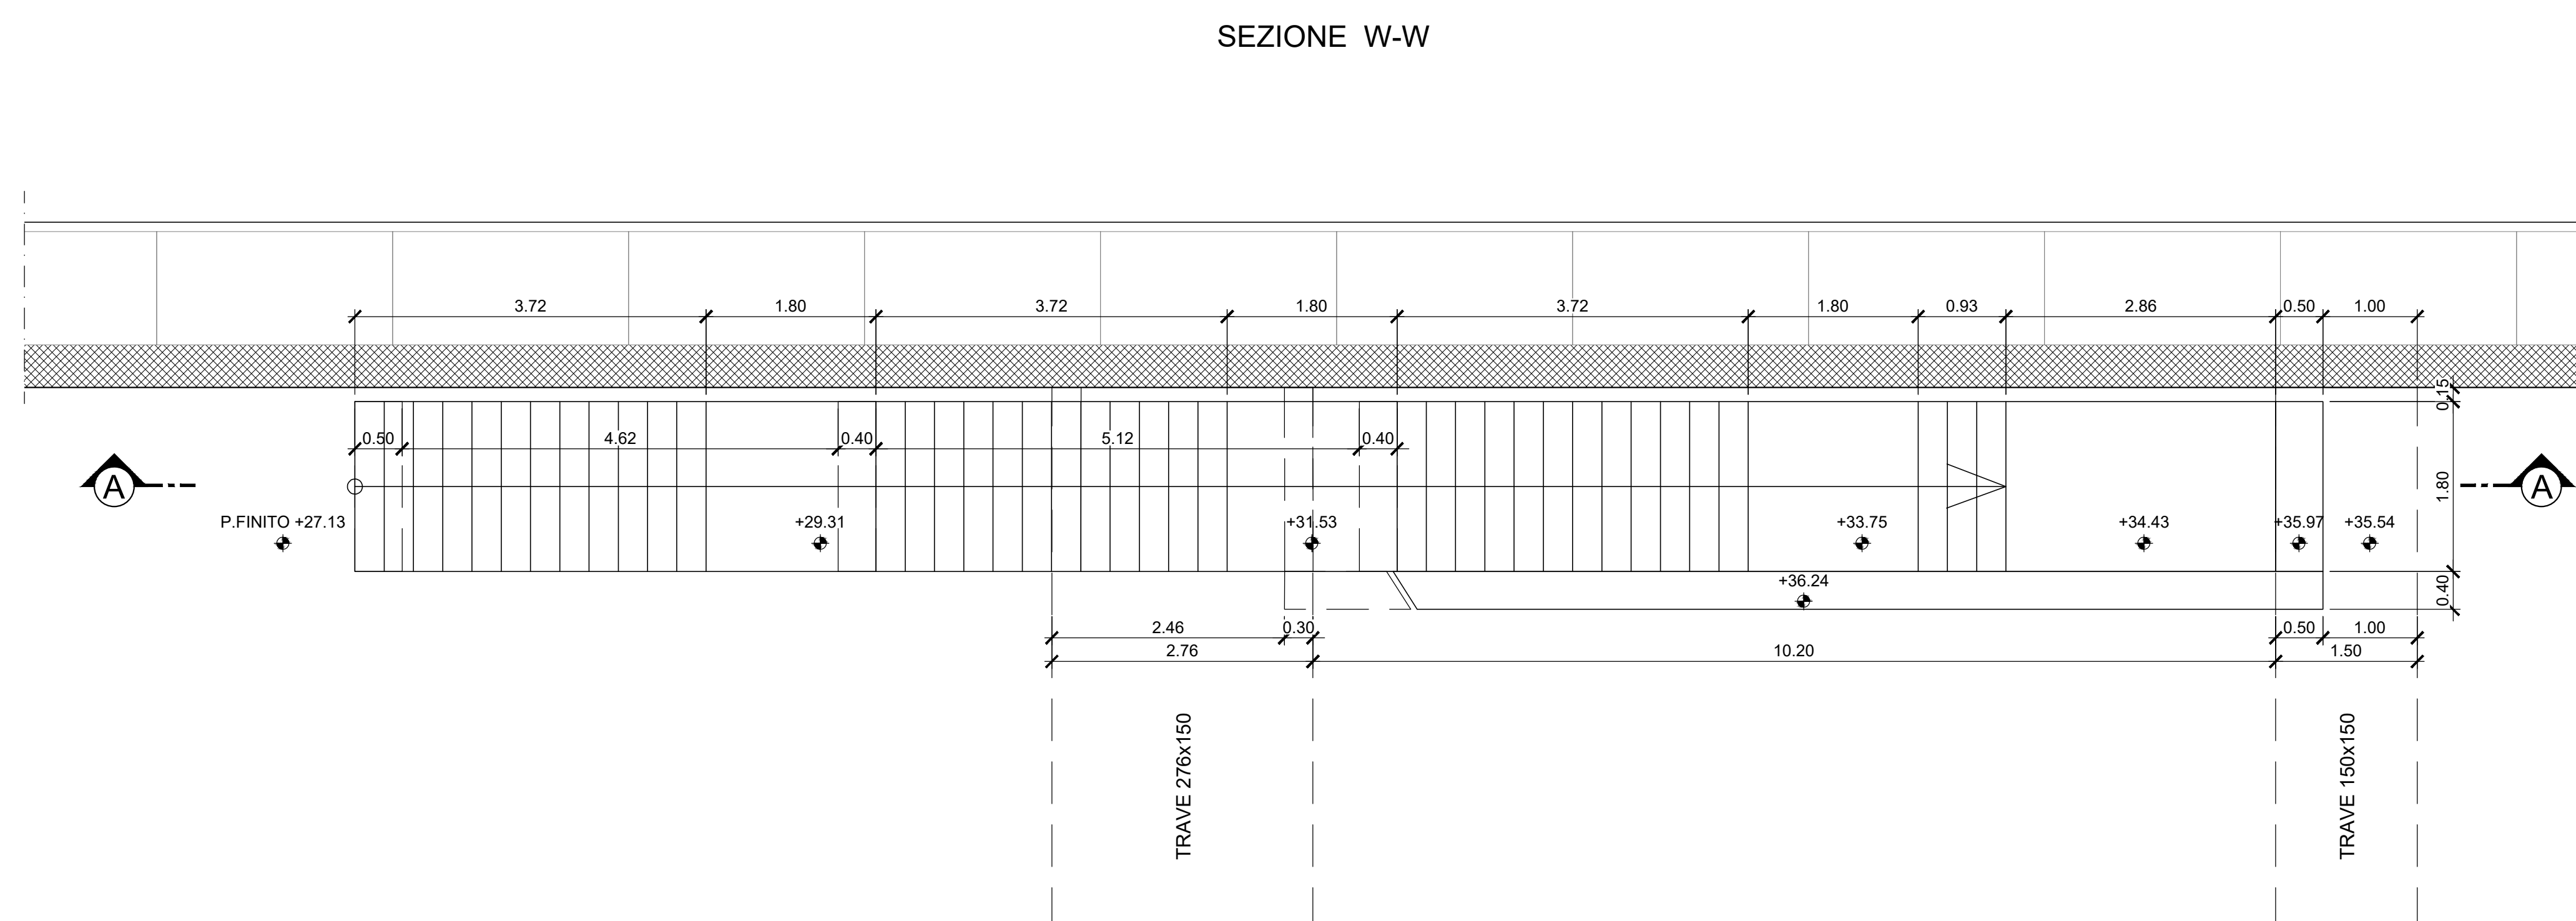 SEZIONE W-W
3.72 1.80 3.72 1.80 3.72 1.80 0.93 2.86 0.50 1.00
0.15
0.50 4.62 0.40 5.12 0.40
A A
1.80
P.FINITO +27.13 +29.31 +31.53 +33.75 +34.43 +35.97 +35.54
+36.24
0.40
2.46 0.30 0.50 1.00
2.76 10.20 1.50
TRAVE 276x150
TRAVE 150x150